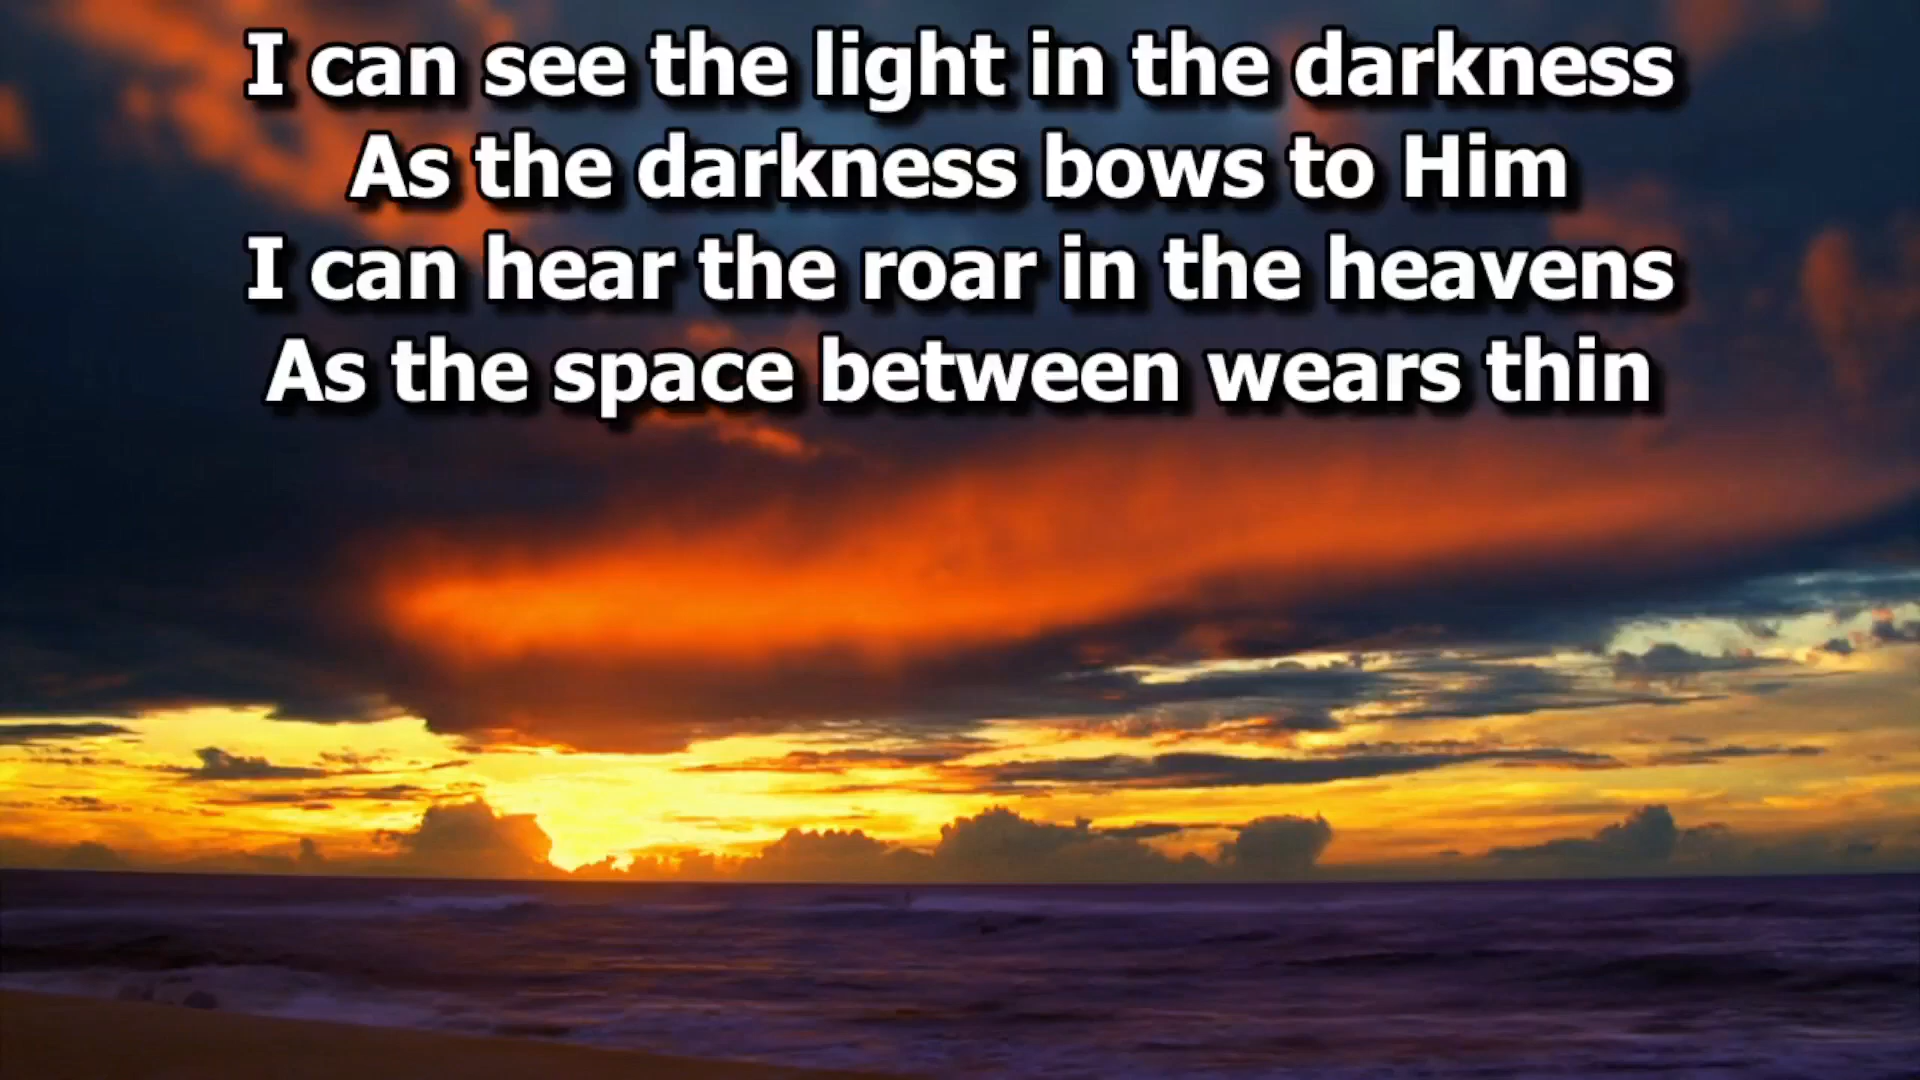 I can see the light in the darkness
As the darkness bows to Him
I can hear the roar in the heavens
As the space between wears thin